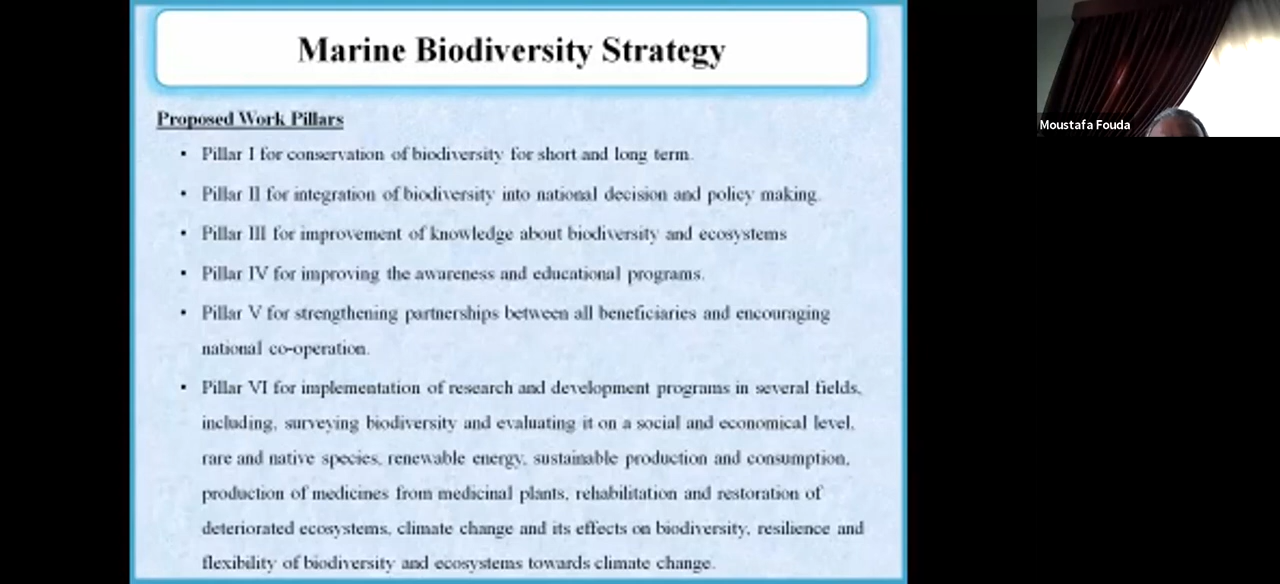 Marine Biodiversity Strategy
Proposed Work Pillars
• Pillar I for conservation of biodiversity for short and long term.
• Pillar II for integration of biodiversity into national decision and policy making.
• Pillar III for improvement of knowledge about biodiversity and ecosystems
• Pillar IV for improving the awareness and educational programs.
• Pillar V for strengthening partnerships between all beneficiaries and encouraging
national co-operation.
• Pillar VI for implementation of research and development programs in several fields,
including, surveying biodiversity and evaluating it on a social and economical level,
rare and native species, renewable energy, sustainable production and consumption,
production of medicines from medicinal plants, rehabilitation and restoration of
deteriorated ecosystems, climate change and its effects on biodiversity, resilience and
flexibility of biodiversity and ecosystems towards climate change.
Moustafa Fouda